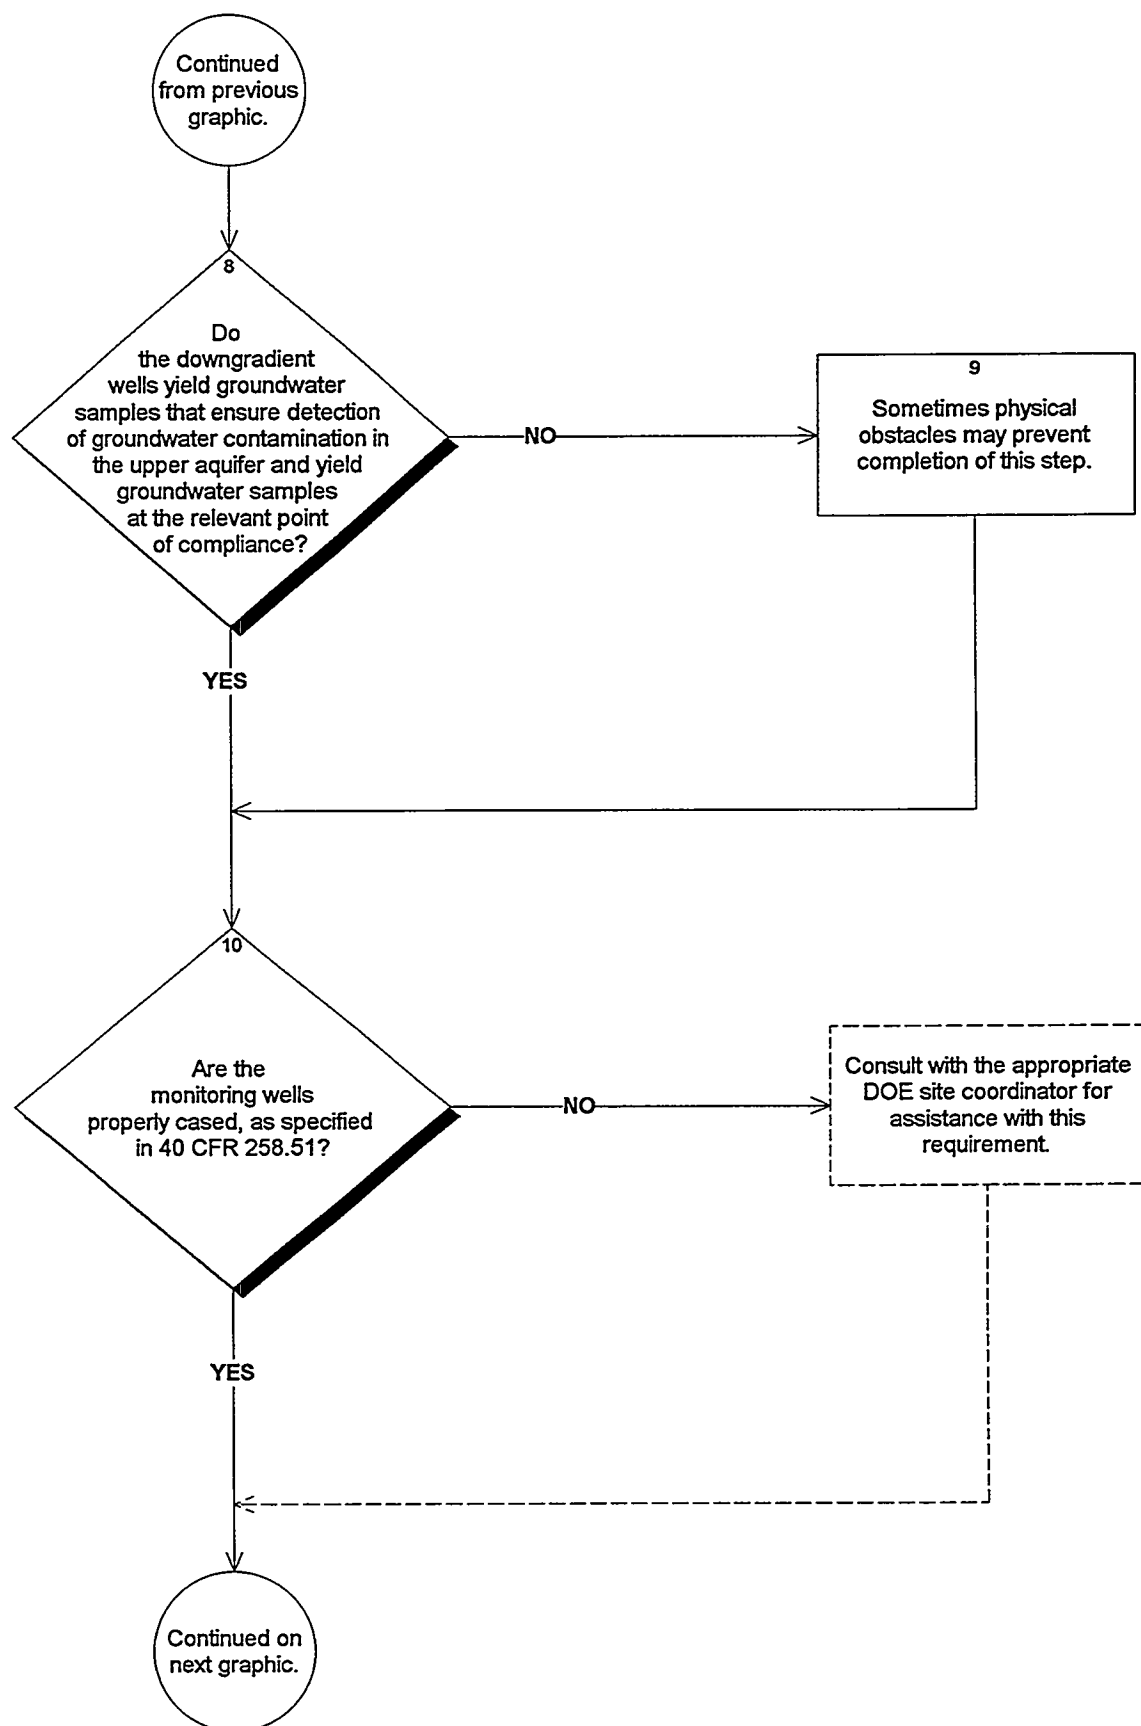 Continued
from previous
graphic.
8
Do
the downgradient
wells yield groundwater
samples that ensure detection
of groundwater contamination in
the upper aquifer and yield
groundwater samples
at the relevant point
of compliance?
NO
9
Sometimes physical
obstacles may prevent
completion of this step.
YES
10
Are the
monitoring wells
properly cased, as specified
in 40 CFR 258.51?
NO
Consult with the appropriate
DOE site coordinator for
assistance with this
requirement.
YES
Continued on
next graphic.